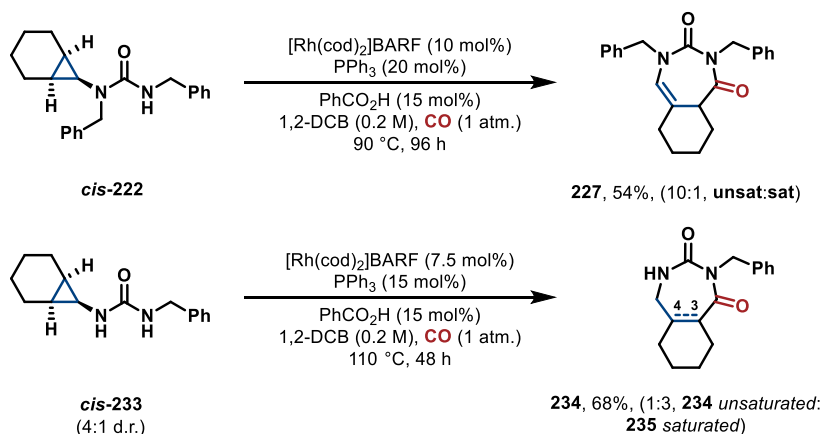 H
O
N
N
H
Ph
H
Ph
cis-222
[Rh(cod)2]BARF (10 mol%)
PPh3 (20 mol%)
PhCO2H (15 mol%)
1,2-DCB (0.2 M), CO (1 atm.)
90 °C, 96 h
O
Ph
N
N
Ph
O
227, 54%, (10:1, unsat:sat)
H
O
N
H
N
H
Ph
H
cis-233
(4:1 d.r.)
[Rh(cod)2]BARF (7.5 mol%)
PPh3 (15 mol%)
PhCO2H (15 mol%)
1,2-DCB (0.2 M), CO (1 atm.)
110 °C, 48 h
O
HN
N
Ph
O
4 3
234, 68%, (1:3, 234 unsaturated:
235 saturated)